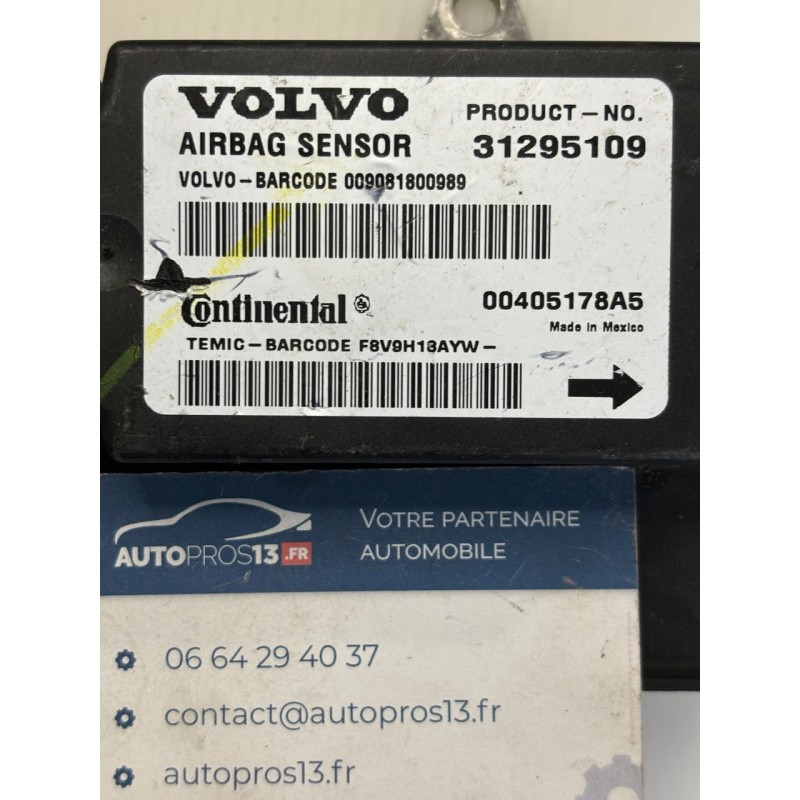 VOLVO PRODUCT-NO.
AIRBAG SENSOR 31295109
VOLVO-BARCODE 009081800989
Continental 00405178A5
Made in Mexico
TEMIC-BARCODE F8V9H13AYW-
AUTOPROS13.FR
VOTRE PARTENAIRE
AUTOMOBILE
06 64 29 40 37
contact@autopros13.fr
autopros13.fr